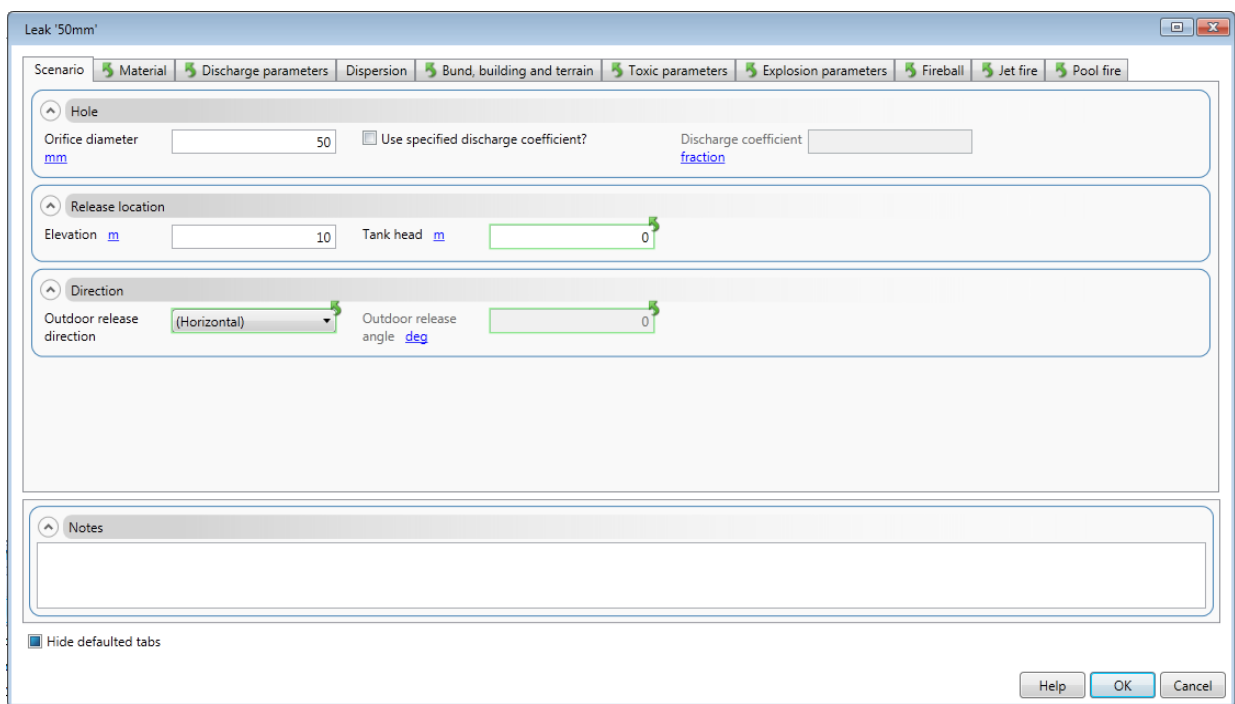 Leak '50mm'
Scenario Material Discharge parameters Dispersion Bund, building and terrain Toxic parameters Explosion parameters Fireball Jet fire Pool fire
Hole
Orifice diameter 50 Use specified discharge coefficient? Discharge coefficient
mm fraction
Release location
Elevation m 10 Tank head m 0
Direction
Outdoor release (Horizontal) Outdoor release 0
direction angle deg
Notes
Hide defaulted tabs
Help OK Cancel